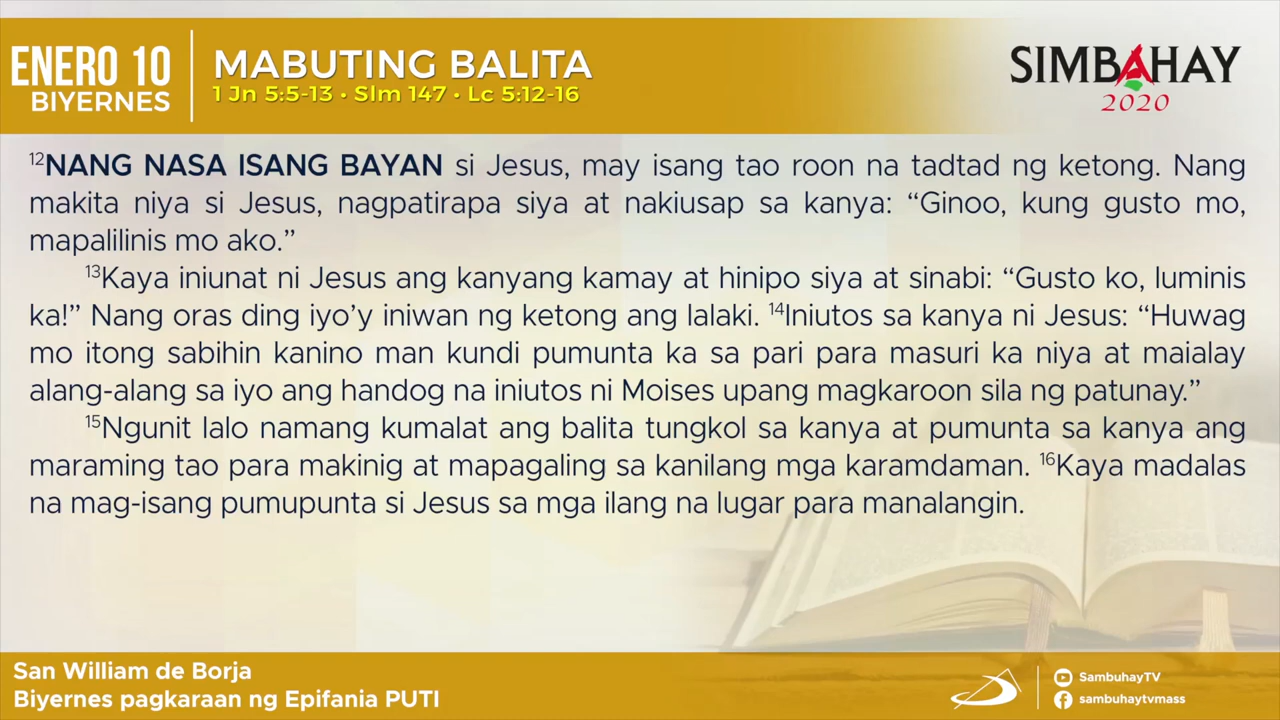 ENERO 10
BIYERNES
MABUTING BALITA
1 Jn 5:5-13 • Slm 147 • Lc 5:12-16
SIMBAHAY
2020
12NANG NASA ISANG BAYAN si Jesus, may isang tao roon na tadtad ng ketong. Nang
makita niya si Jesus, nagpatirapa siya at nakiusap sa kanya: “Ginoo, kung gusto mo,
mapalilinis mo ako.”
13Kaya iniunat ni Jesus ang kanyang kamay at hinipo siya at sinabi: “Gusto ko, luminis
ka!” Nang oras ding iyo’y iniwan ng ketong ang lalaki. 14Iniutos sa kanya ni Jesus: “Huwag
mo itong sabihin kanino man kundi pumunta ka sa pari para masuri ka niya at maialay
alang-alang sa iyo ang handog na iniutos ni Moises upang magkaroon sila ng patunay.”
15Ngunit lalo namang kumalat ang balita tungkol sa kanya at pumunta sa kanya ang
maraming tao para makinig at mapagaling sa kanilang mga karamdaman. 16Kaya madalas
na mag-isang pumupunta si Jesus sa mga ilang na lugar para manalangin.
San William de Borja
Biyernes pagkaraan ng Epifania PUTI
SambuhayTV
sambuhaytvmass